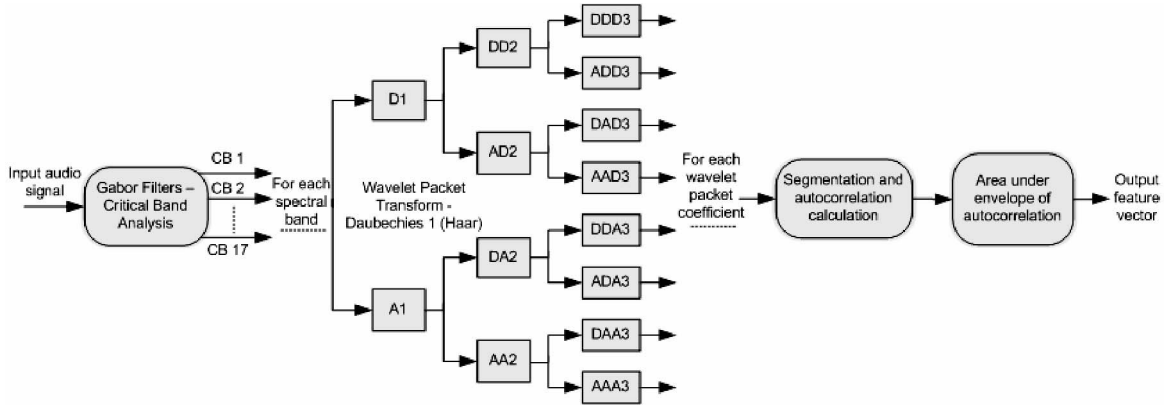 Input audio
signal
Gabor Filters –
Critical Band
Analysis
CB 1
CB 2
CB 17
For each
spectral
band
D1
A1
Wavelet Packet
Transform -
Daubechies 1 (Haar)
DD2
AD2
DA2
AA2
DDD3
ADD3
DAD3
AAD3
DDA3
ADA3
DAA3
AAA3
For each
wavelet
packet
coefficient
Segmentation and
autocorrelation
calculation
Area under
envelope of
autocorrelation
Output
feature
vector